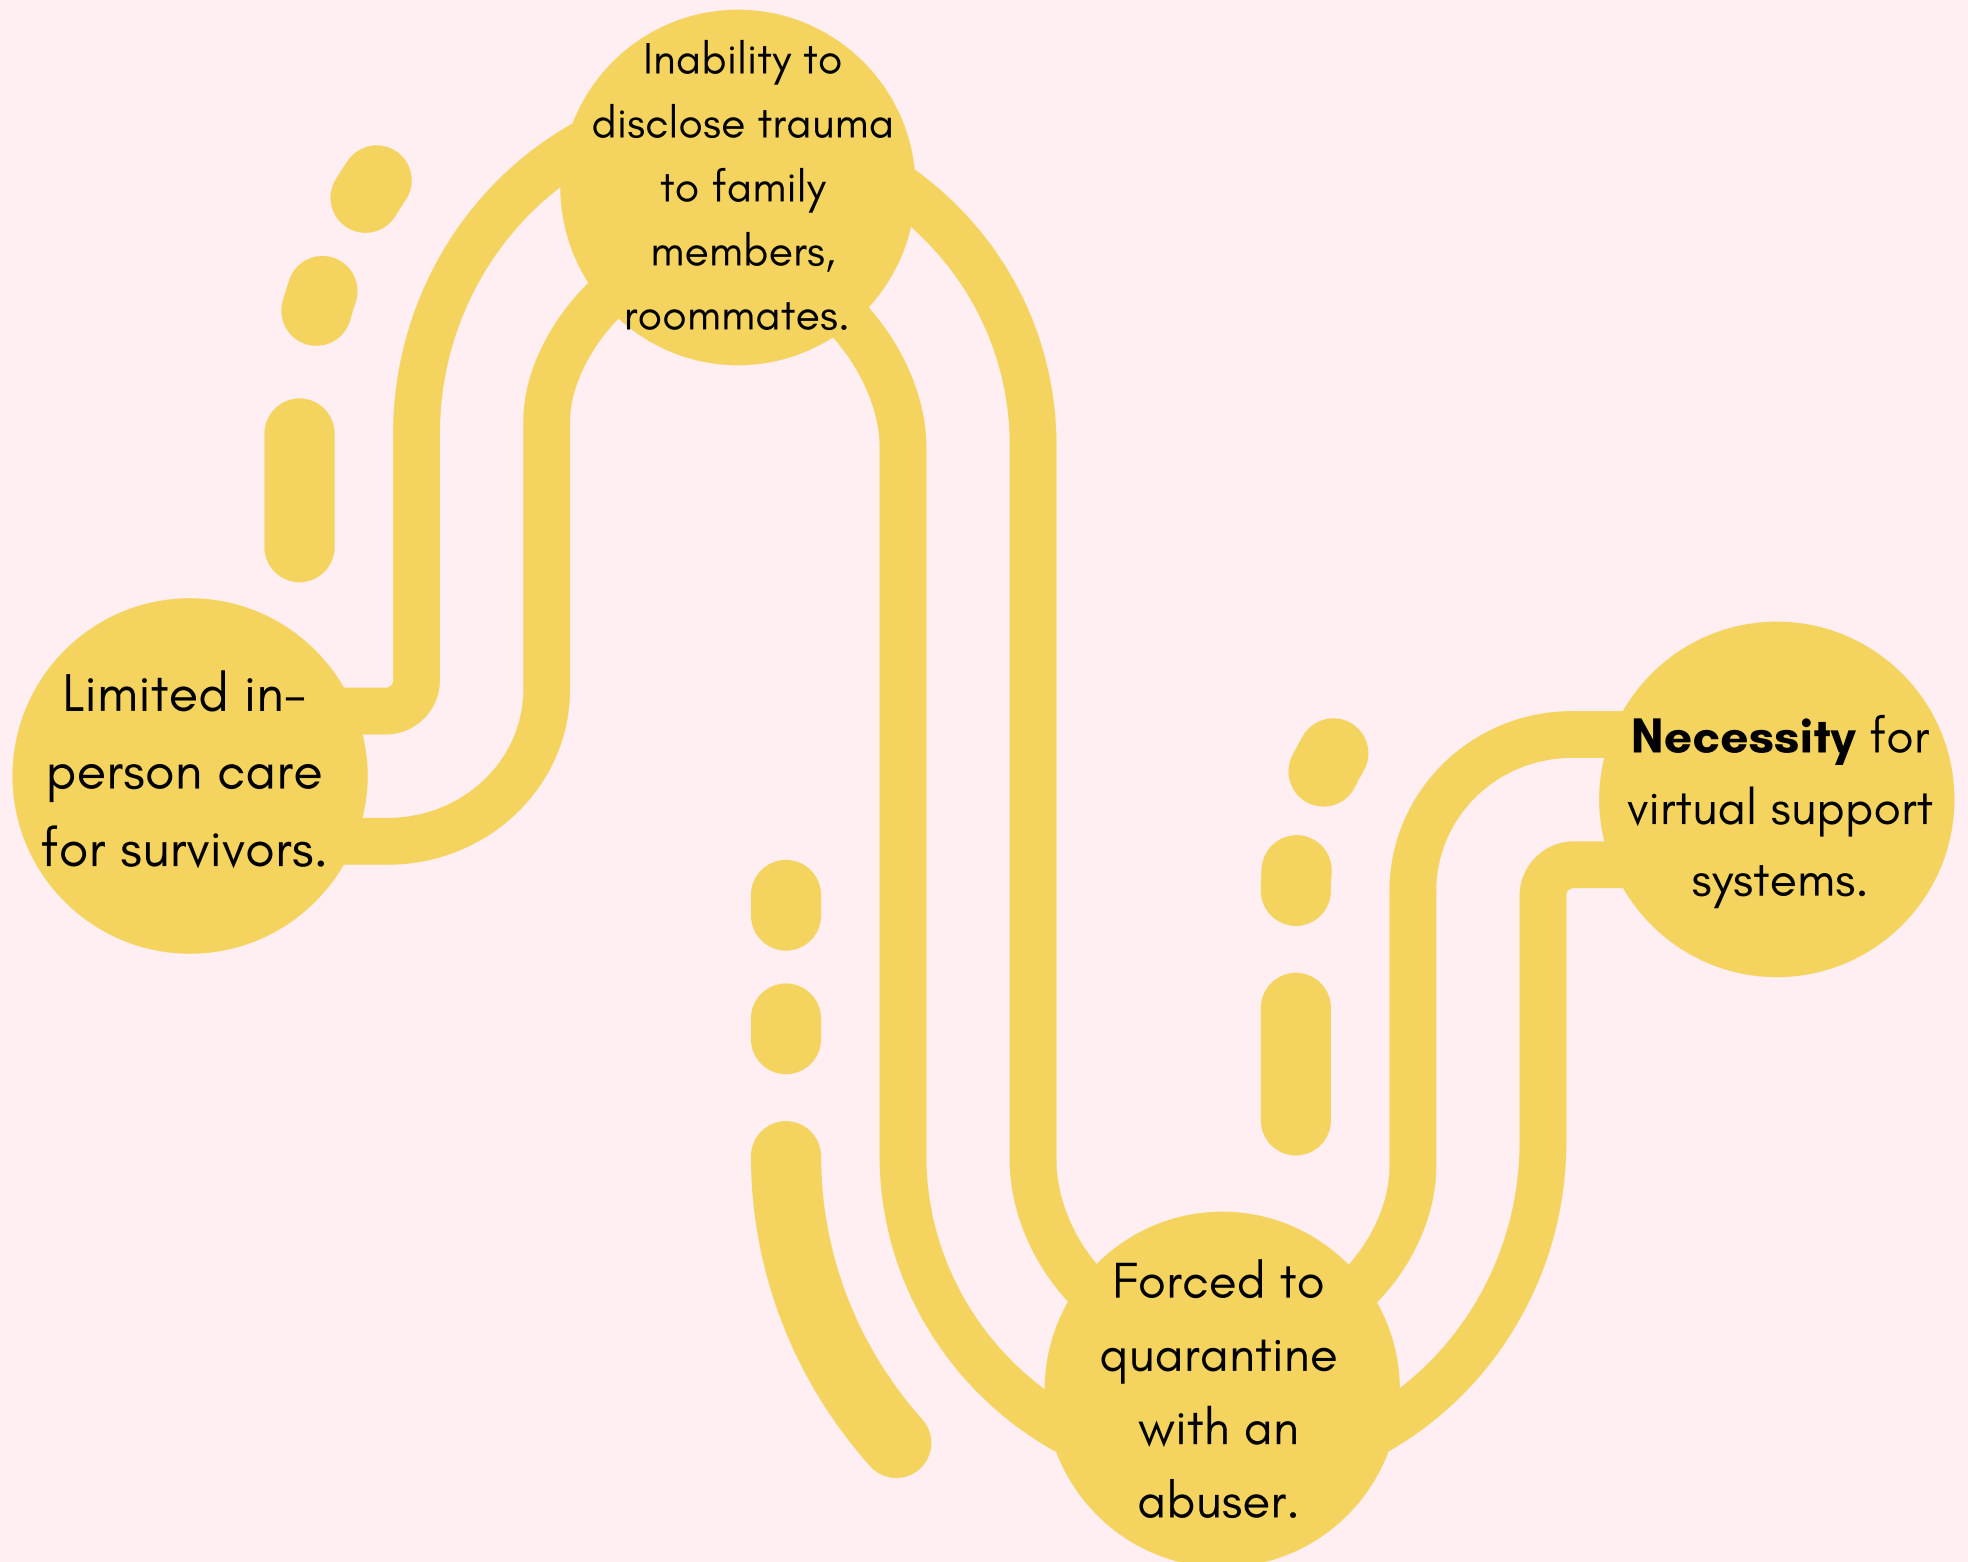 Inability to
disclose trauma
to family
members,
roommates.
Limited in-
person care
for survivors.
Necessity for
virtual support
systems.
Forced to
quarantine
with an
abuser.